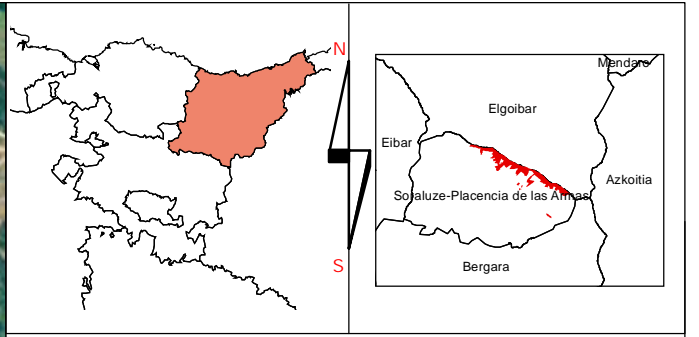 N
S
Mendaro
Elgoibar
Eibar
Azkoitia
Soraluze-Placencia de las Armas
Bergara